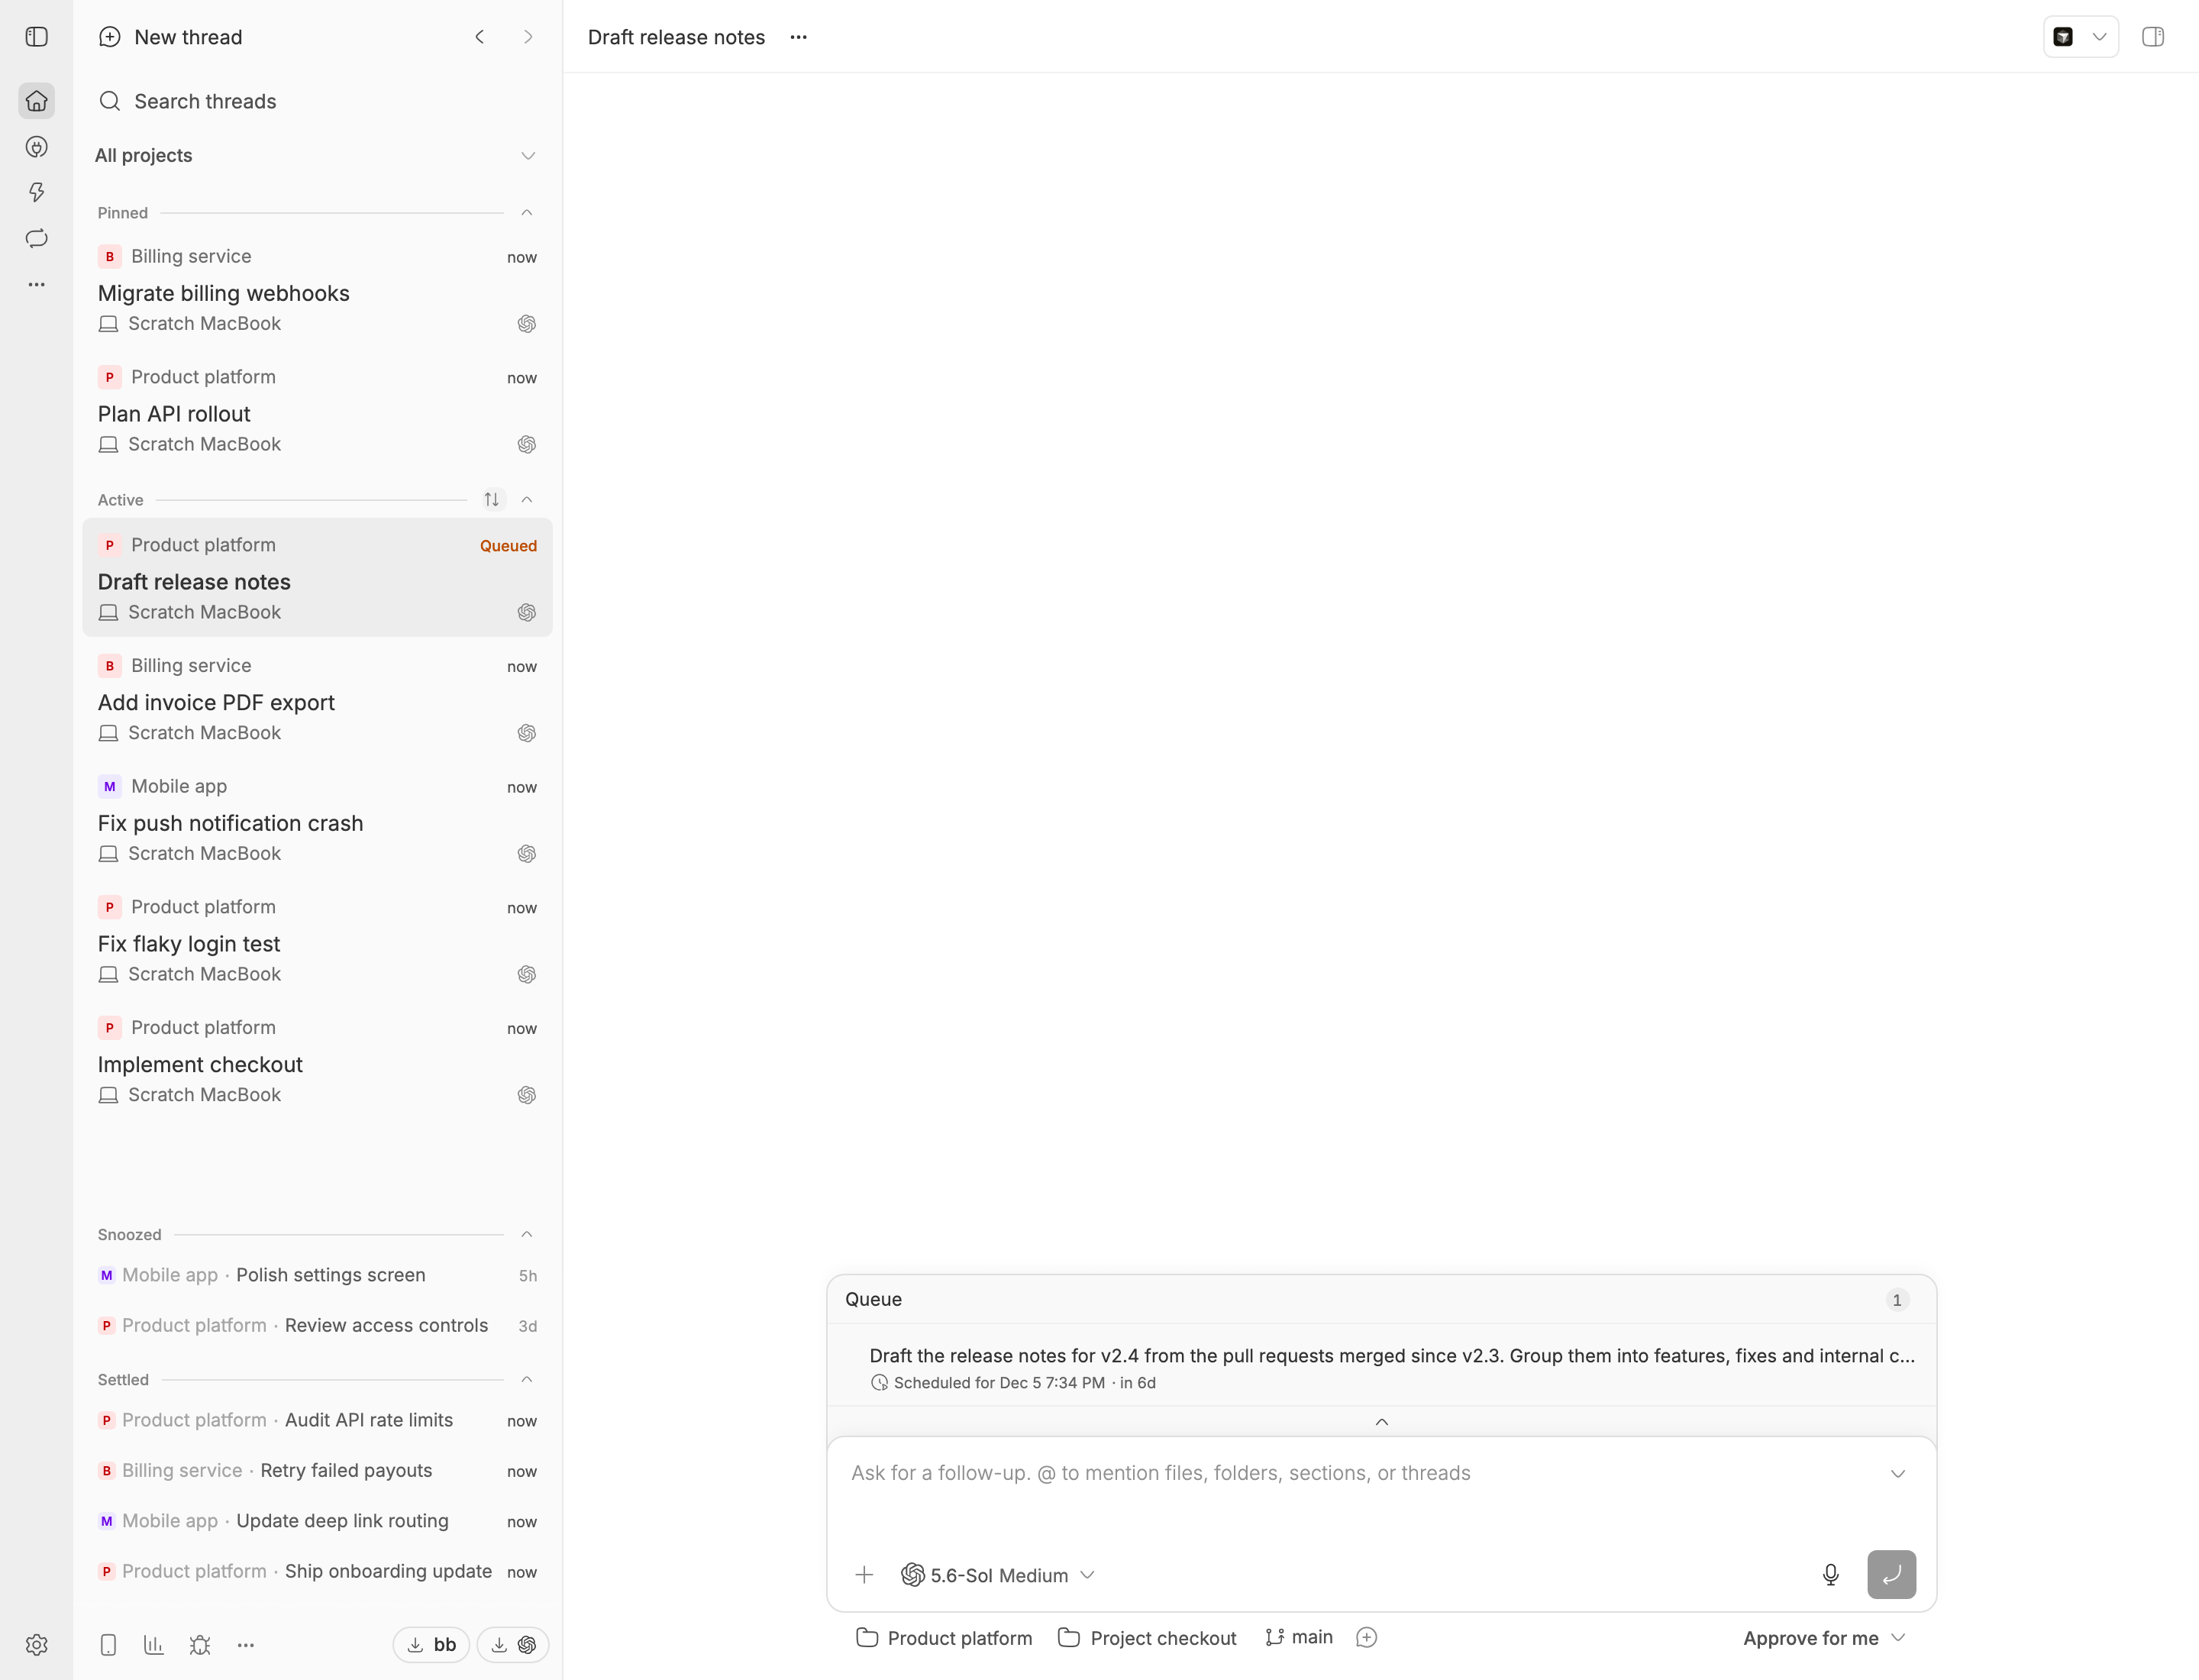 New thread
Search threads
All projects
Pinned
B Billing service now
Migrate billing webhooks
Scratch MacBook
P Product platform now
Plan API rollout
Scratch MacBook
Active
P Product platform Queued
Draft release notes
Scratch MacBook
B Billing service now
Add invoice PDF export
Scratch MacBook
M Mobile app now
Fix push notification crash
Scratch MacBook
P Product platform now
Fix flaky login test
Scratch MacBook
P Product platform now
Implement checkout
Scratch MacBook
Snoozed
M Mobile app · Polish settings screen 5h
P Product platform · Review access controls 3d
Settled
P Product platform · Audit API rate limits now
B Billing service · Retry failed payouts now
M Mobile app · Update deep link routing now
P Product platform · Ship onboarding update now
bb
Draft release notes
Queue 1
Draft the release notes for v2.4 from the pull requests merged since v2.3. Group them into features, fixes and internal c...
Scheduled for Dec 5 7:34 PM · in 6d
Ask for a follow-up. @ to mention files, folders, sections, or threads
5.6-Sol Medium
Product platform Project checkout main Approve for me